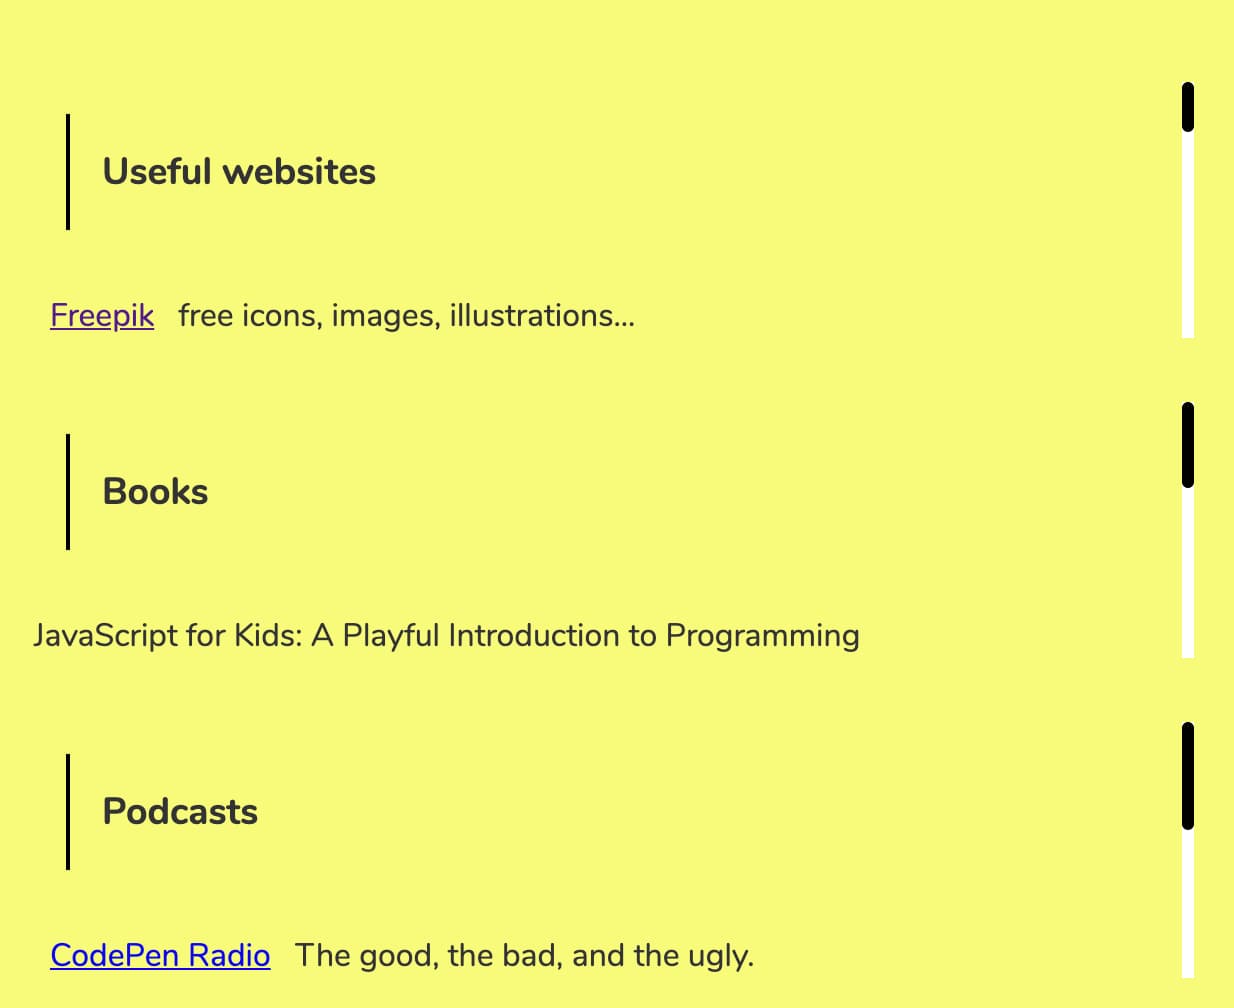 Useful websites
Freepik free icons, images, illustrations...
Books
JavaScript for Kids: A Playful Introduction to Programming
Podcasts
CodePen Radio The good, the bad, and the ugly.